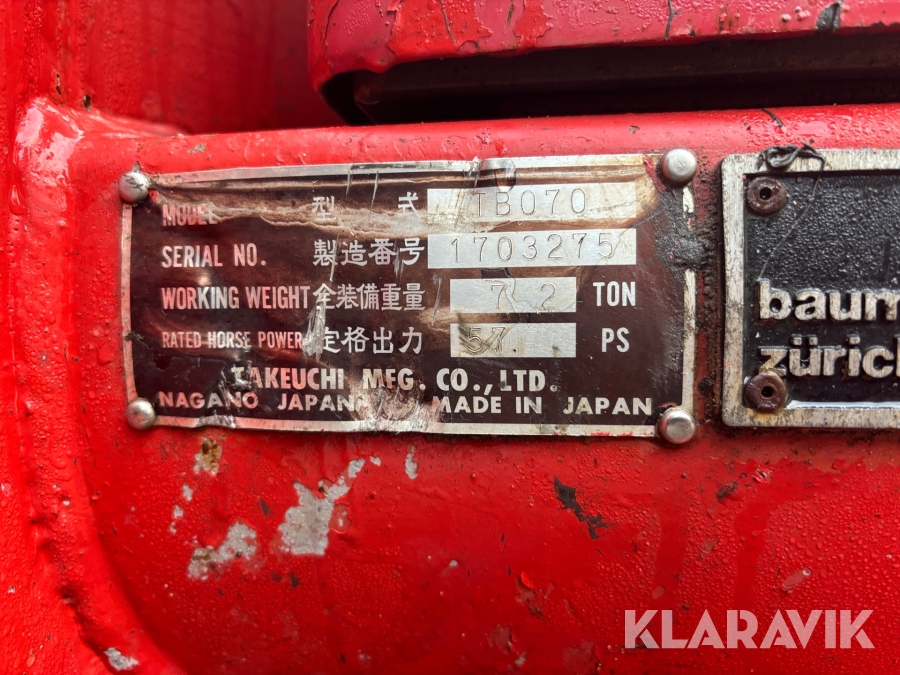 MODEL 型式 TB070
SERIAL NO. 製造番号 1703275
WORKING WEIGHT 全装備重量 7.2 TON
RATED HORSE POWER 定格出力 57. PS
TAKEUCHI MFG. CO., LTD.
NAGANO JAPAN MADE IN JAPAN
baum
zürich
KLARAVIK